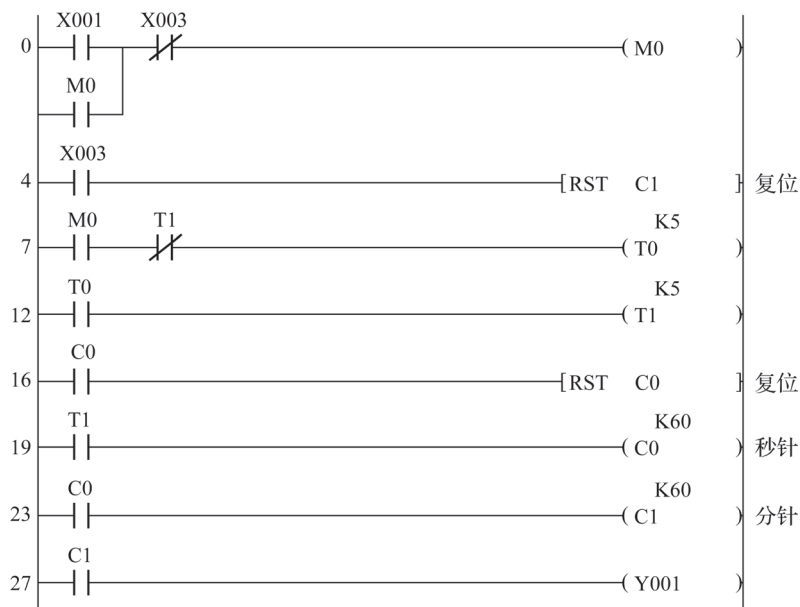 X001 X003
0 M0
M0
X003
4 RST C1 复位
M0 T1 K5
7 T0
T0 K5
12 T1
C0
16 RST C0 复位
T1 K60
19 C0 秒针
C0 K60
23 C1 分针
C1
27 Y001